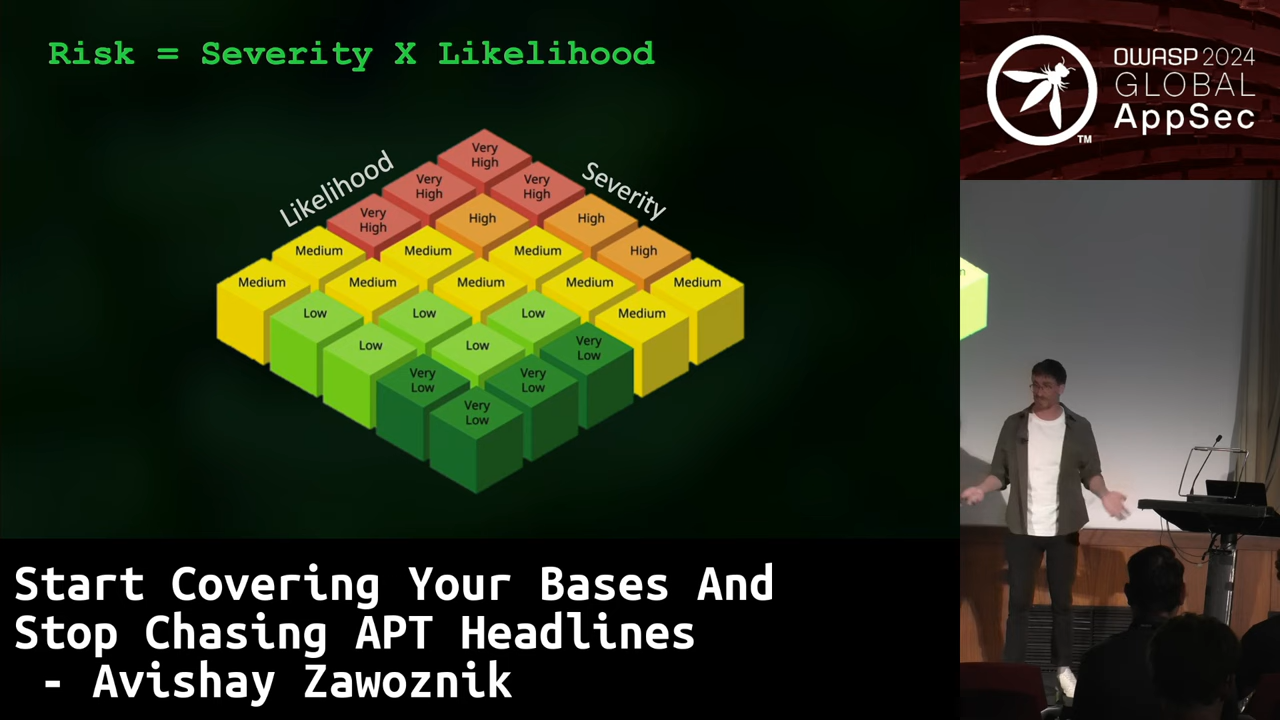 Risk = Severity X Likelihood
Likelihood
Severity
Very
High
Very
High
Very
High
Very
High
High
High
Medium
Medium
Medium
High
Medium
Medium
Medium
Medium
Medium
Low
Low
Low
Medium
Low
Low
Very
Low
Very
Low
Very
Low
Very
Low
OWASP 2024
GLOBAL
AppSec
TM
Start Covering Your Bases And
Stop Chasing APT Headlines
- Avishay Zawoznik